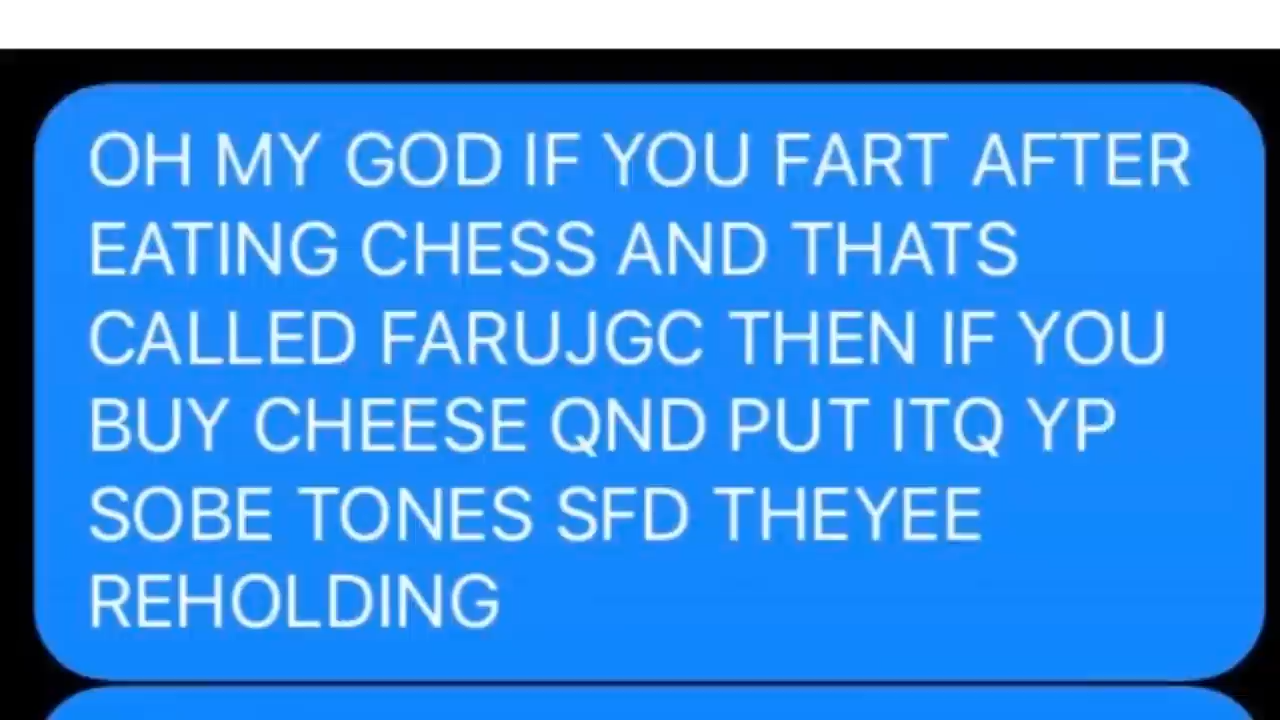 OH MY GOD IF YOU FART AFTER
EATING CHESS AND THATS
CALLED FARUJGC THEN IF YOU
BUY CHEESE QND PUT ITQ YP
SOBE TONES SFD THEYEE
REHOLDING